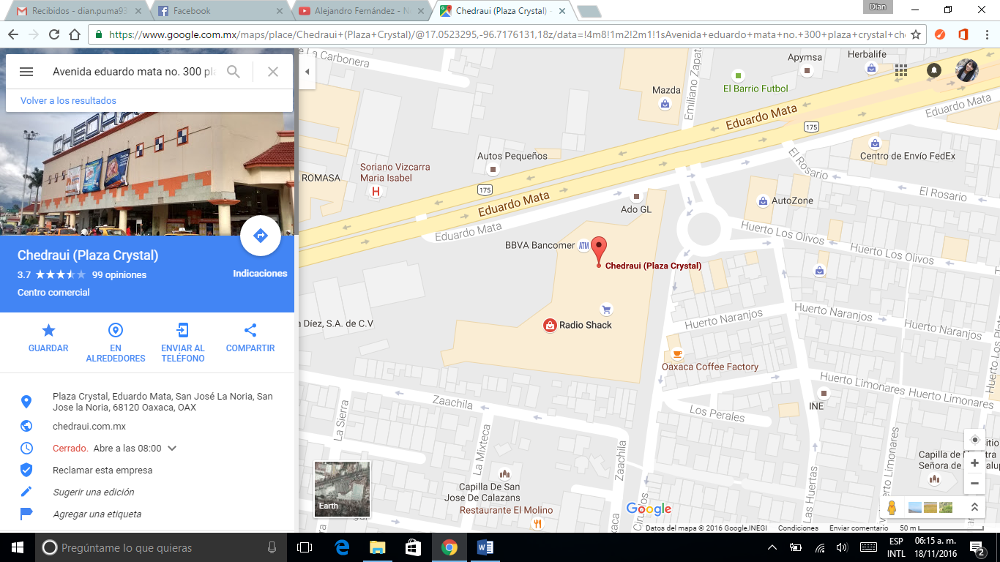 Recibidos - dian.puma93
Facebook
Alejandro Fernández - Na
Chedraui (Plaza Crystal) -
Dian
https://www.google.com.mx/maps/place/Chedraui+(Plaza+Crystal)/@17.0523295,-96.7176131,18z/data=!4m8!1m2!2m1!1sAvenida+eduardo+mata+no.+300+plaza+crystal+che
Avenida eduardo mata no. 300 pla
Volver a los resultados
CHEDRA
Chedraui (Plaza Crystal)
3.7
99 opiniones
Centro comercial
Indicaciones
GUARDAR
EN
ALREDEDORES
ENVIAR AL
TELÉFONO
COMPARTIR
Plaza Crystal, Eduardo Mata, San José La Noria, San
Jose la Noria, 68120 Oaxaca, OAX
chedraui.com.mx
Cerrado. Abre a las 08:00
Reclamar esta empresa
Sugerir una edición
Agregar una etiqueta
e La Carbonera
Emiliano Zapat
Apymsa
Herbalife
Mazda
El Barrio Futbol
Eduardo Mata
175
Eduardo Mata
Autos Pequeños
Soriano Vizcarra
Maria Isabel
H
ROMASA
175
Eduardo Mata
Eduardo Mata
Ado GL
El Rosario
El Rosario
Centro de Envío FedEx
AutoZone
BBVA Bancomer
ATM
Chedraui (Plaza Crystal)
Huerto Los Olivos
Huerto Los Olivos
a Díez, S.A. de C.V
Radio Shack
Huerto Naranjos
Huerto Naranjos
Oaxaca Coffee Factory
Huerto Limonares
Huerto Limonares
Huerto Los
INE
Los Perales
Zaachila
Zaachila
La Sierra
La Mixteca
Capilla De San
Jose De Calazans
Restaurante El Molino
axaca
Ciruelos
Las Huertas
to Limonares
Capilla de
Señora de
Earth
Google
Datos del mapa © 2016 Google,INEGI
Condiciones
Enviar comentario
50 m
Pregúntame lo que quieras
ESP
INTL
06:15 a. m.
18/11/2016
2